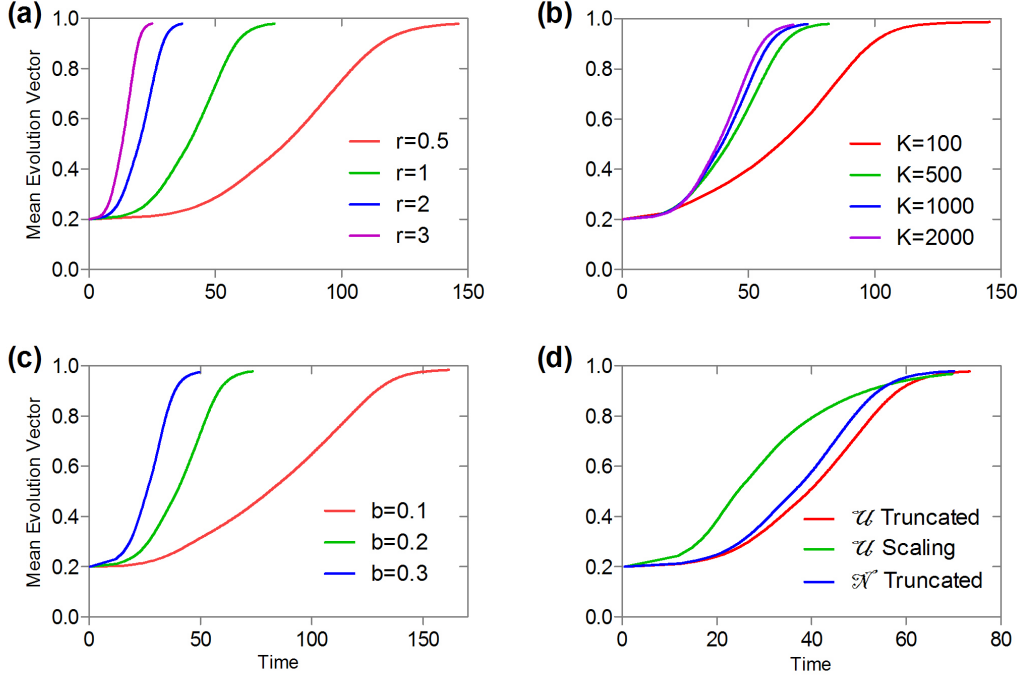 (a)
1.0
0.8
0.6
0.4
0.2
0.0
Mean Evolution Vector
r=0.5
r=1
r=2
r=3
0 50 100 150
(b)
1.0
0.8
0.6
0.4
0.2
0.0
K=100
K=500
K=1000
K=2000
0 50 100 150
(c)
1.0
0.8
0.6
0.4
0.2
0.0
Mean Evolution Vector
b=0.1
b=0.2
b=0.3
0 50 100 150
Time
(d)
1.0
0.8
0.6
0.4
0.2
0.0
𝒰 Truncated
𝒰 Scaling
𝒩 Truncated
0 20 40 60 80
Time